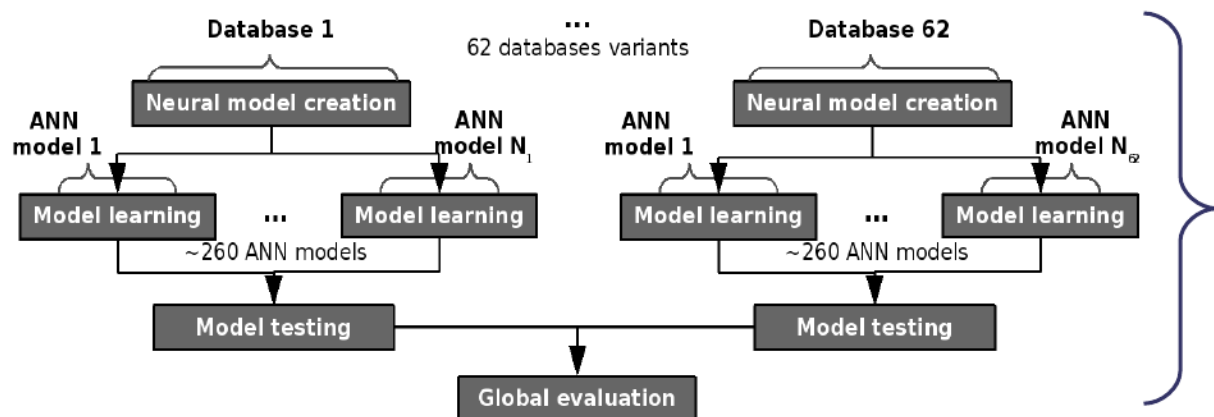 Database 1
...
62 databases variants
Database 62
Neural model creation
Neural model creation
ANN
model 1
ANN
model N1
ANN
model 1
ANN
model N62
Model learning
...
Model learning
Model learning
...
Model learning
~260 ANN models
~260 ANN models
Model testing
Model testing
Global evaluation